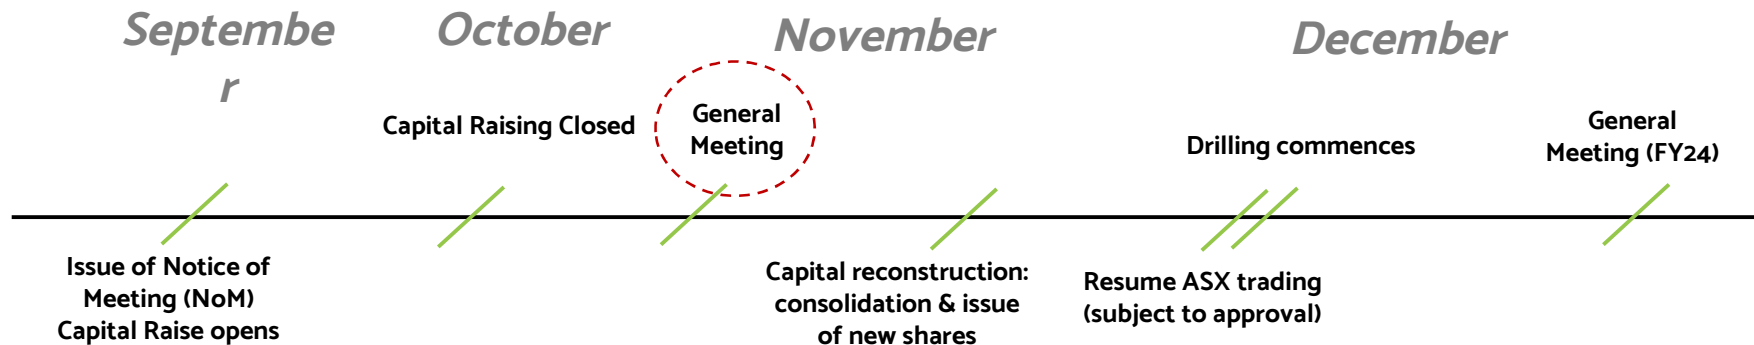 Septembe
r
October
November
December
Capital Raising Closed
General
Meeting
Drilling commences
General
Meeting (FY24)
Issue of Notice of
Meeting (NoM)
Capital Raise opens
Capital reconstruction:
consolidation & issue
of new shares
Resume ASX trading
(subject to approval)